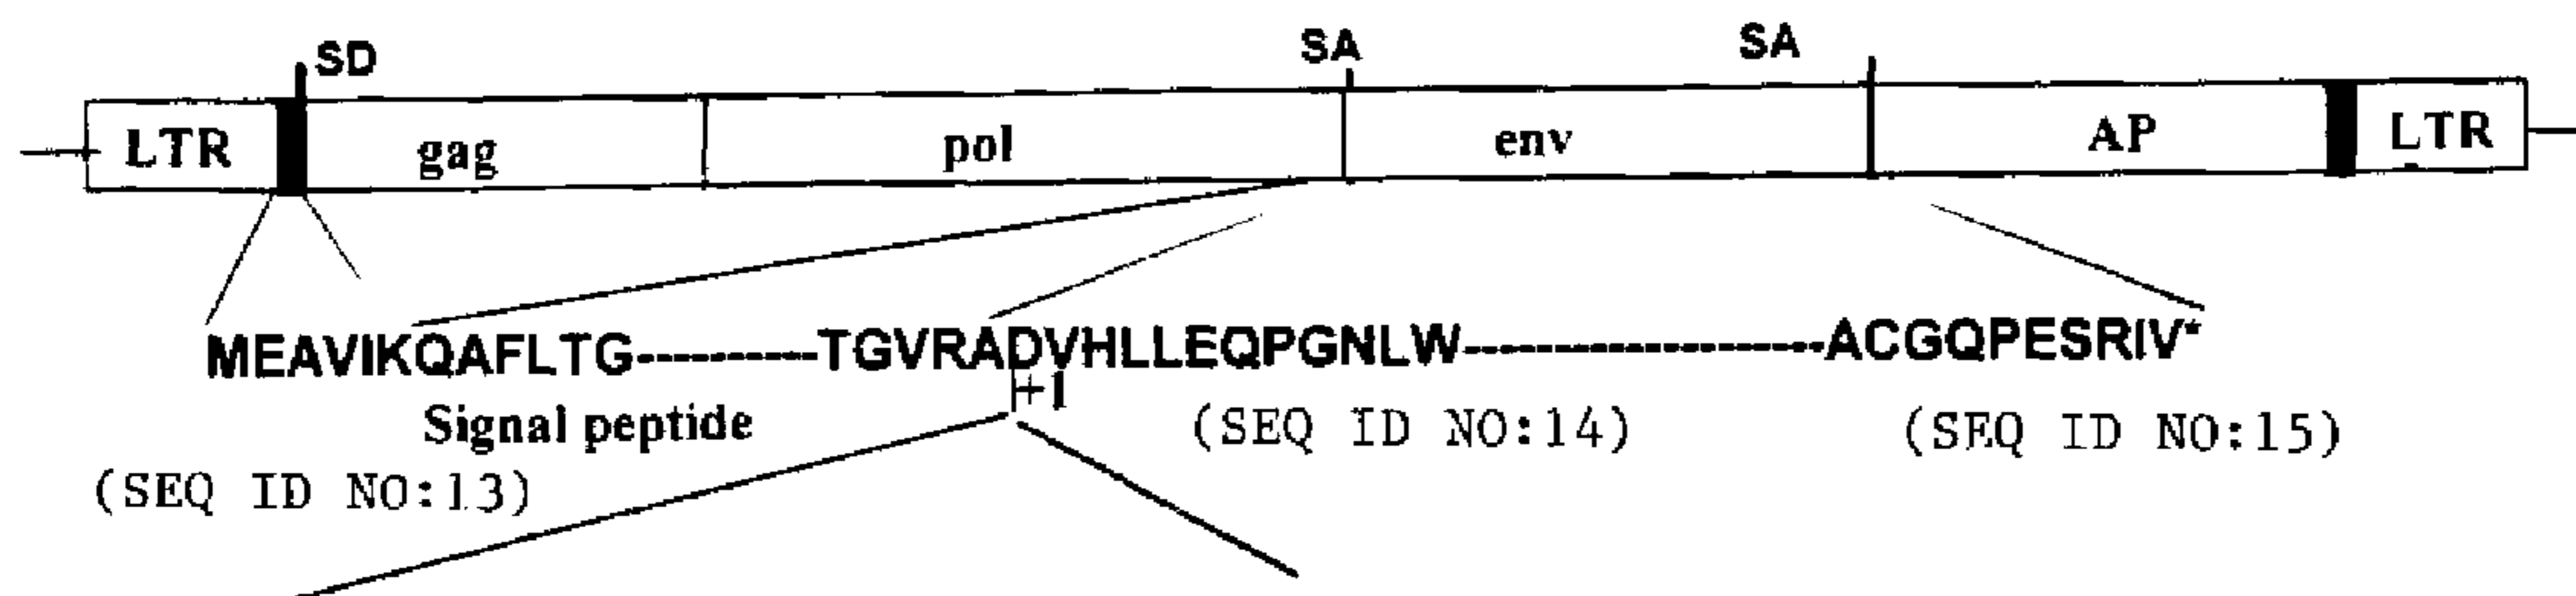 SD SA SA
LTR gag pol env AP LTR
MEAVIKQAFLTG----------TGVRADVHLLEQPGNLW--------------------ACGQPESRIV*
+1
Signal peptide (SEQ ID NO:14) (SEQ ID NO:15)
(SEQ ID NO:13)